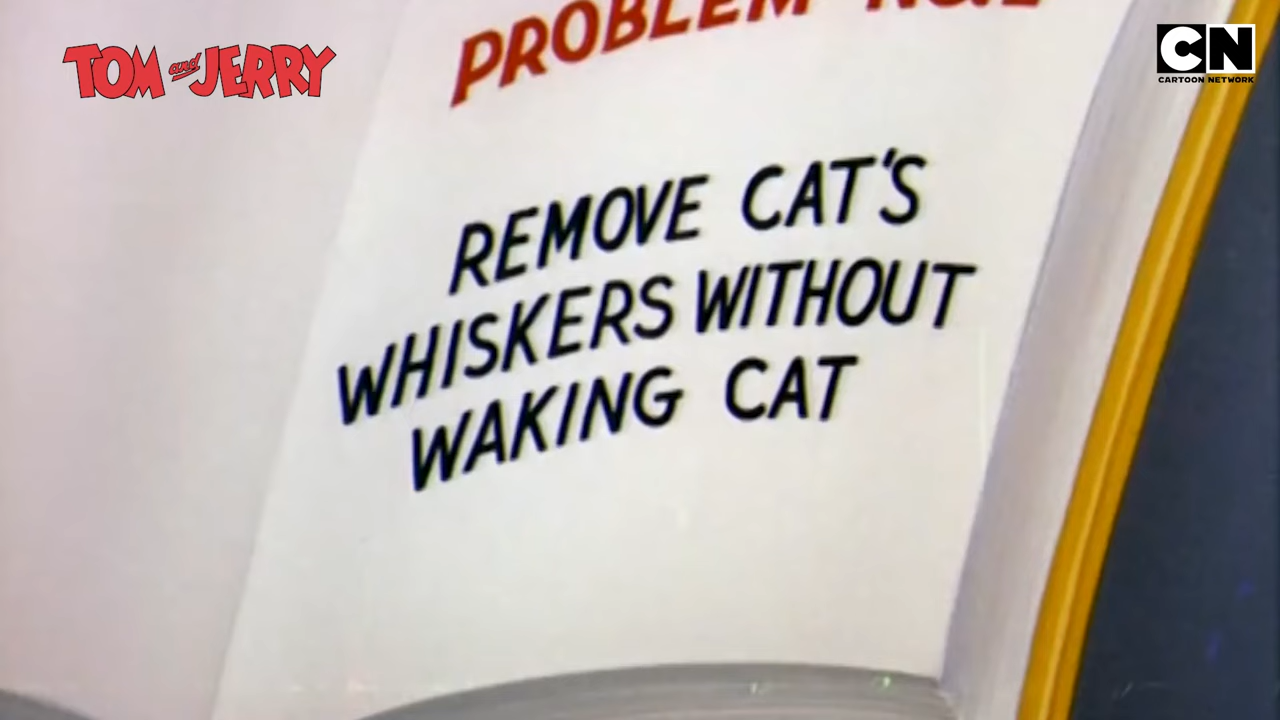 TOM and JERRY
CN
CARTOON NETWORK
PROBLEM
REMOVE CAT'S
WHISKERS WITHOUT
WAKING CAT